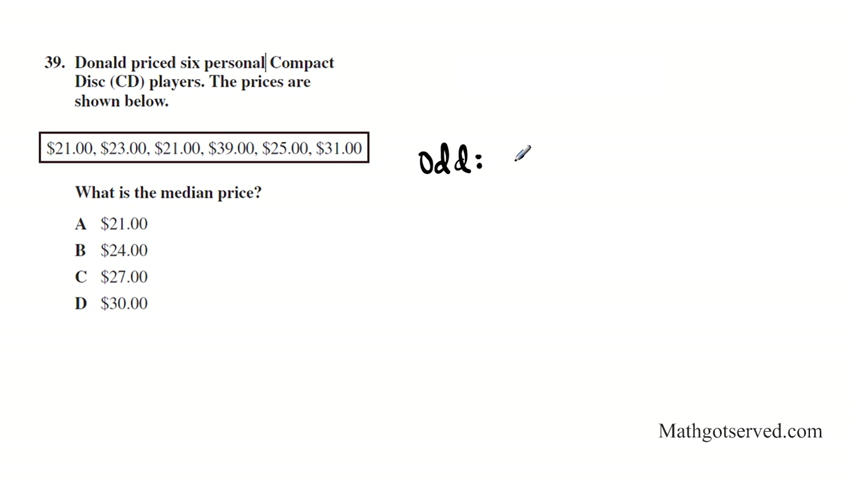 39. Donald priced six personal Compact
Disc (CD) players. The prices are
shown below.
$21.00, $23.00, $21.00, $39.00, $25.00, $31.00
odd:
What is the median price?
A $21.00
B $24.00
C $27.00
D $30.00
Mathgotserved.com